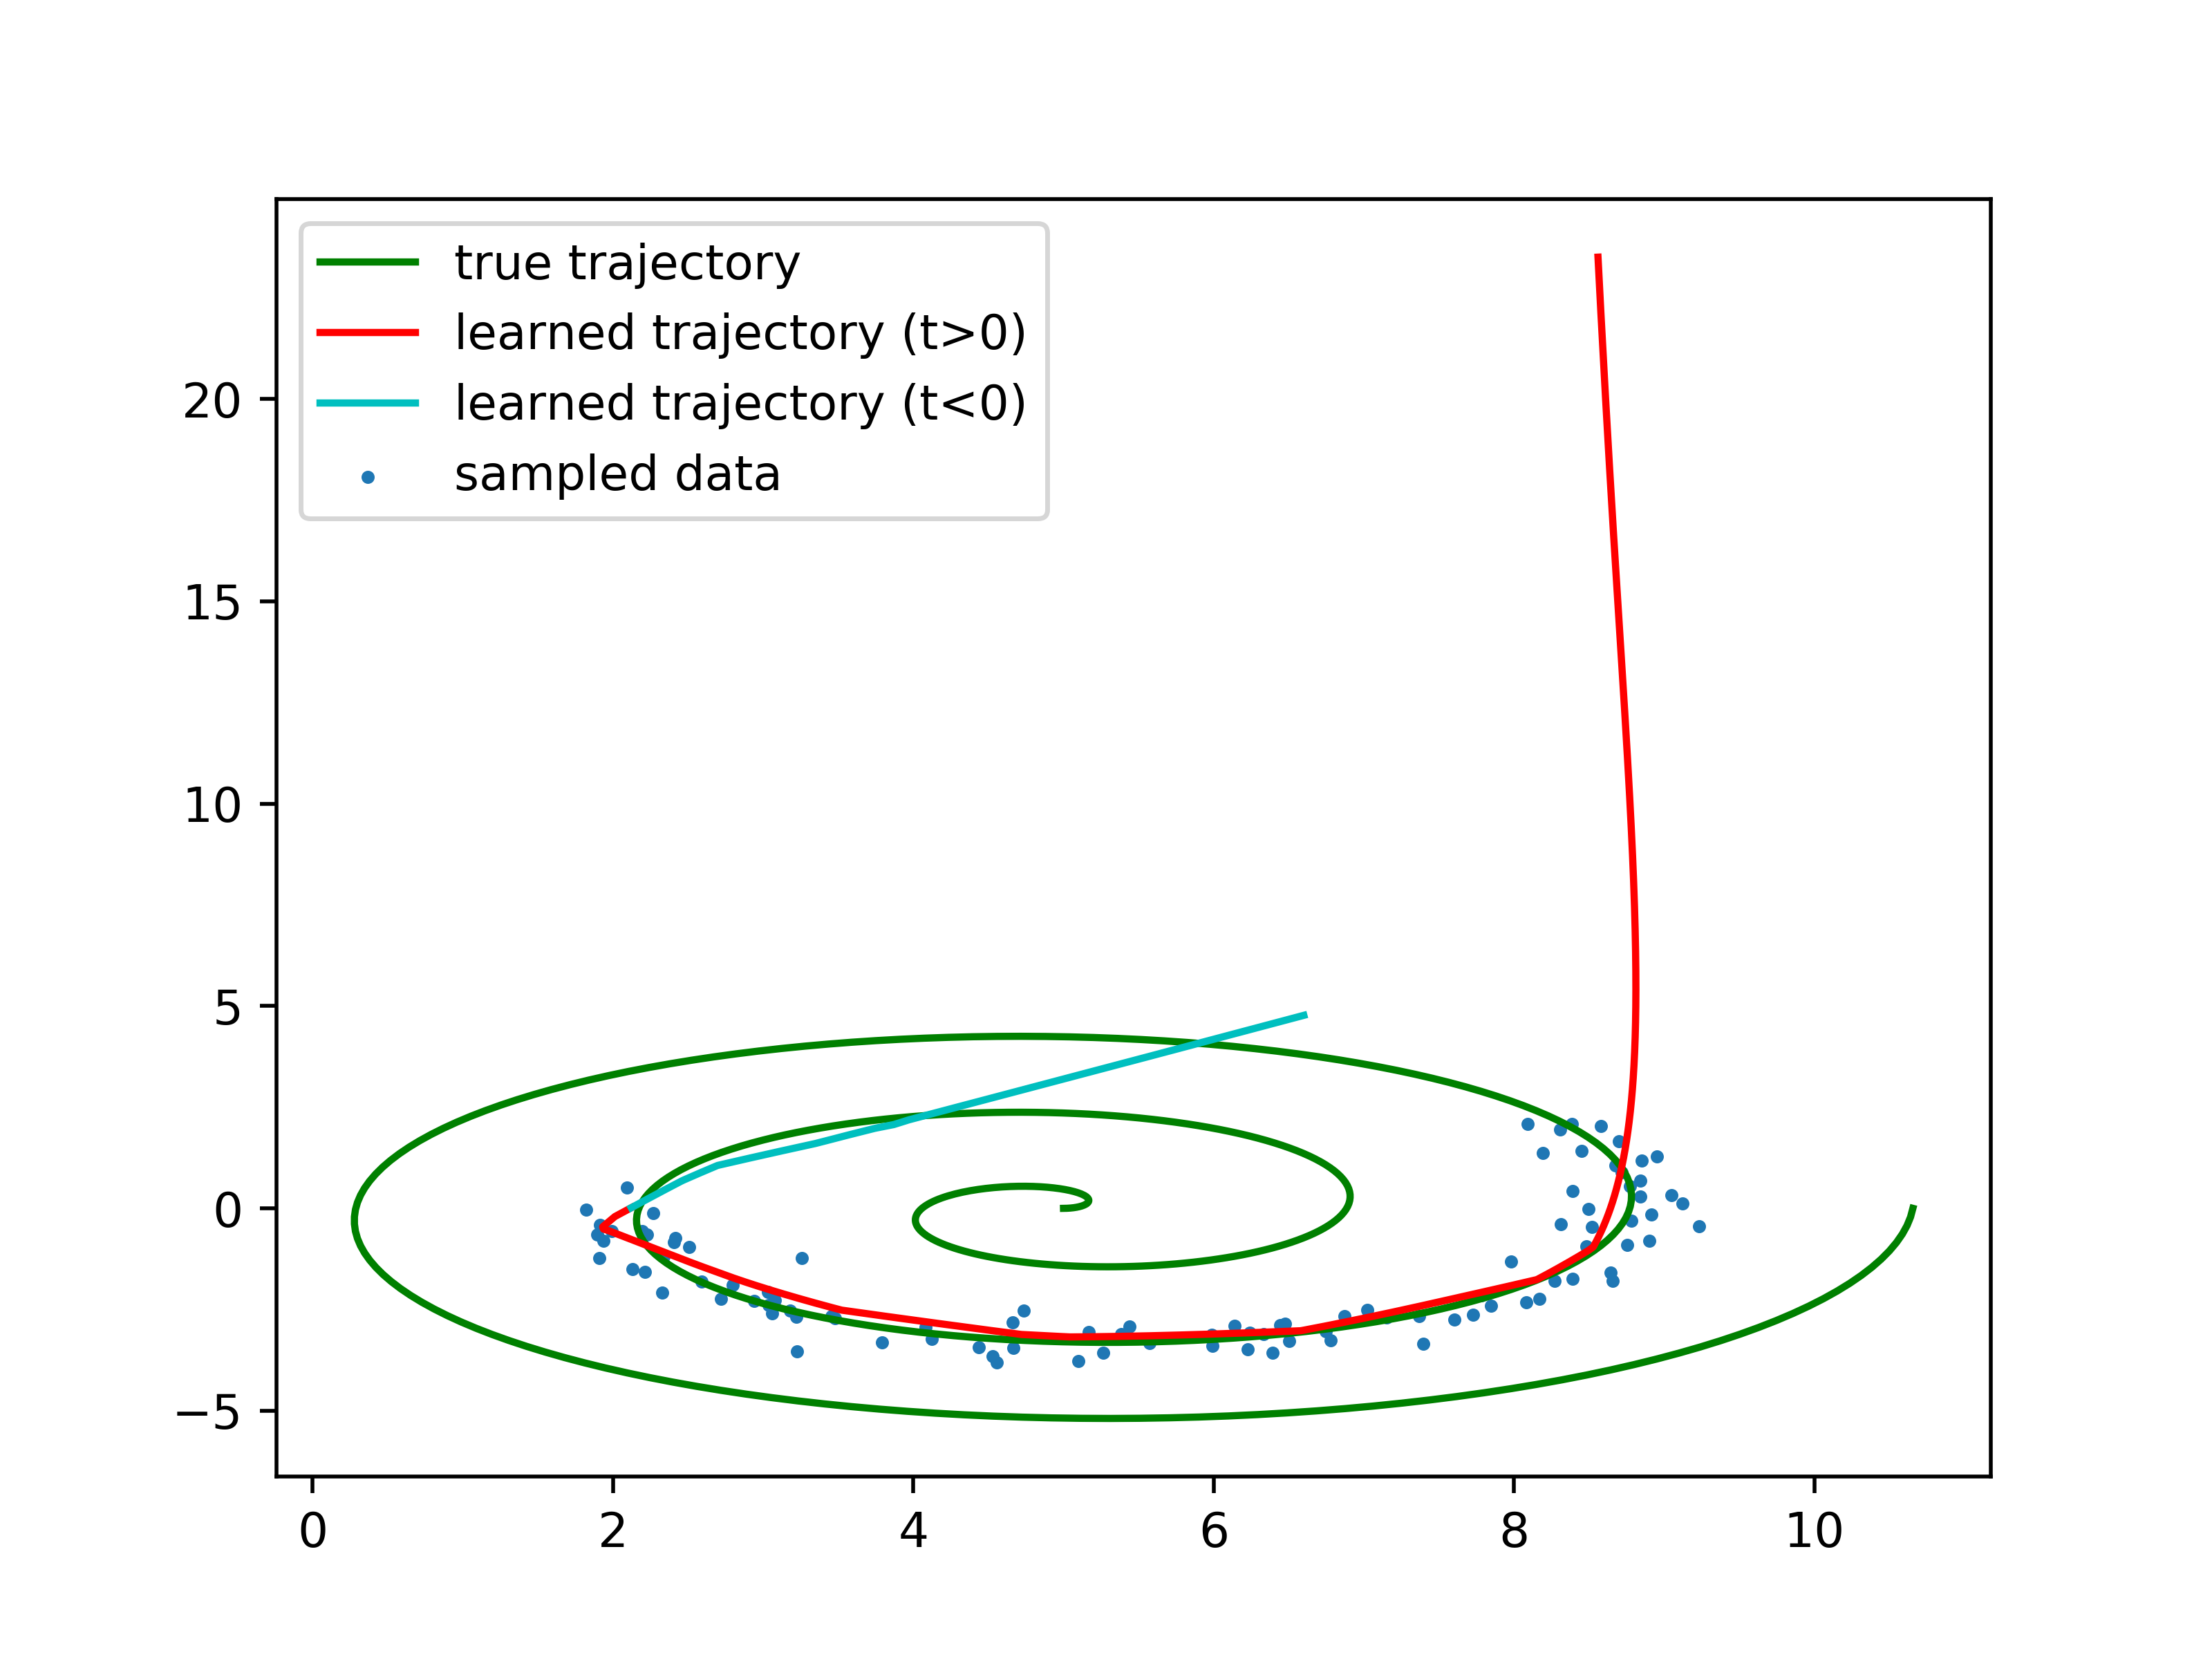 true trajectory
learned trajectory (t>0)
learned trajectory (t<0)
sampled data
20
15
10
5
0
−5
0 2 4 6 8 10